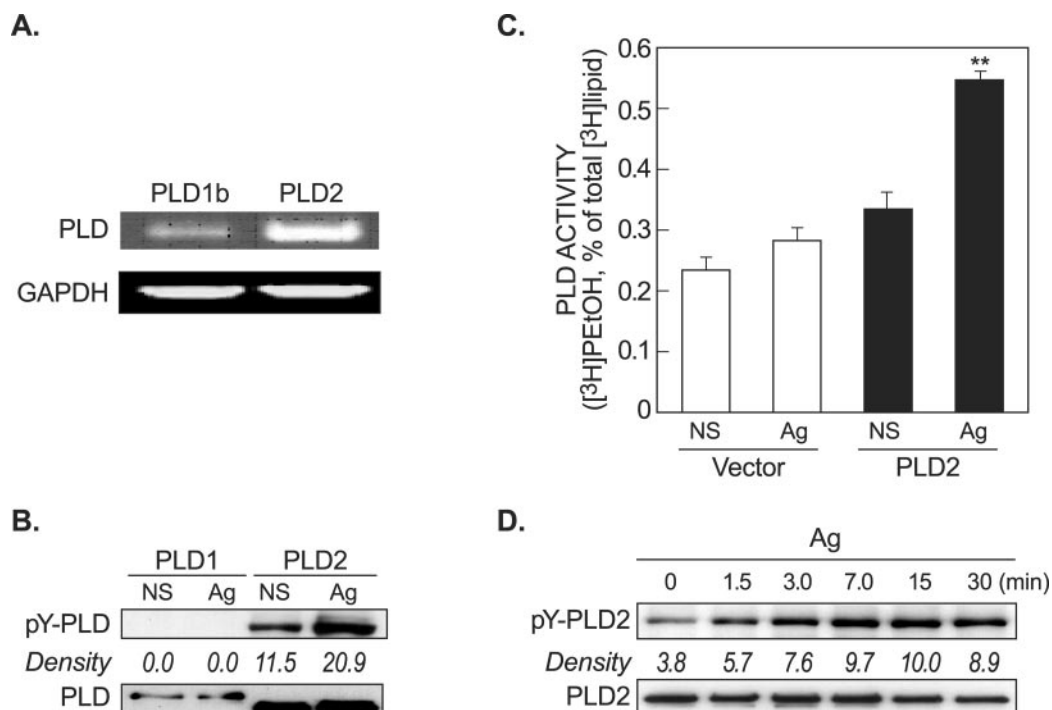 A.
PLD1b PLD2
PLD
GAPDH
B.
PLD1 PLD2
NS Ag NS Ag
pY-PLD
Density 0.0 0.0 11.5 20.9
PLD
C.
PLD ACTIVITY
([³H]PEtOH, % of total [³H]lipid)
0.6
0.5
0.4
0.3
0.2
0.1
0
**
NS Ag NS Ag
Vector PLD2
D.
Ag
0 1.5 3.0 7.0 15 30 (min)
pY-PLD2
Density 3.8 5.7 7.6 9.7 10.0 8.9
PLD2